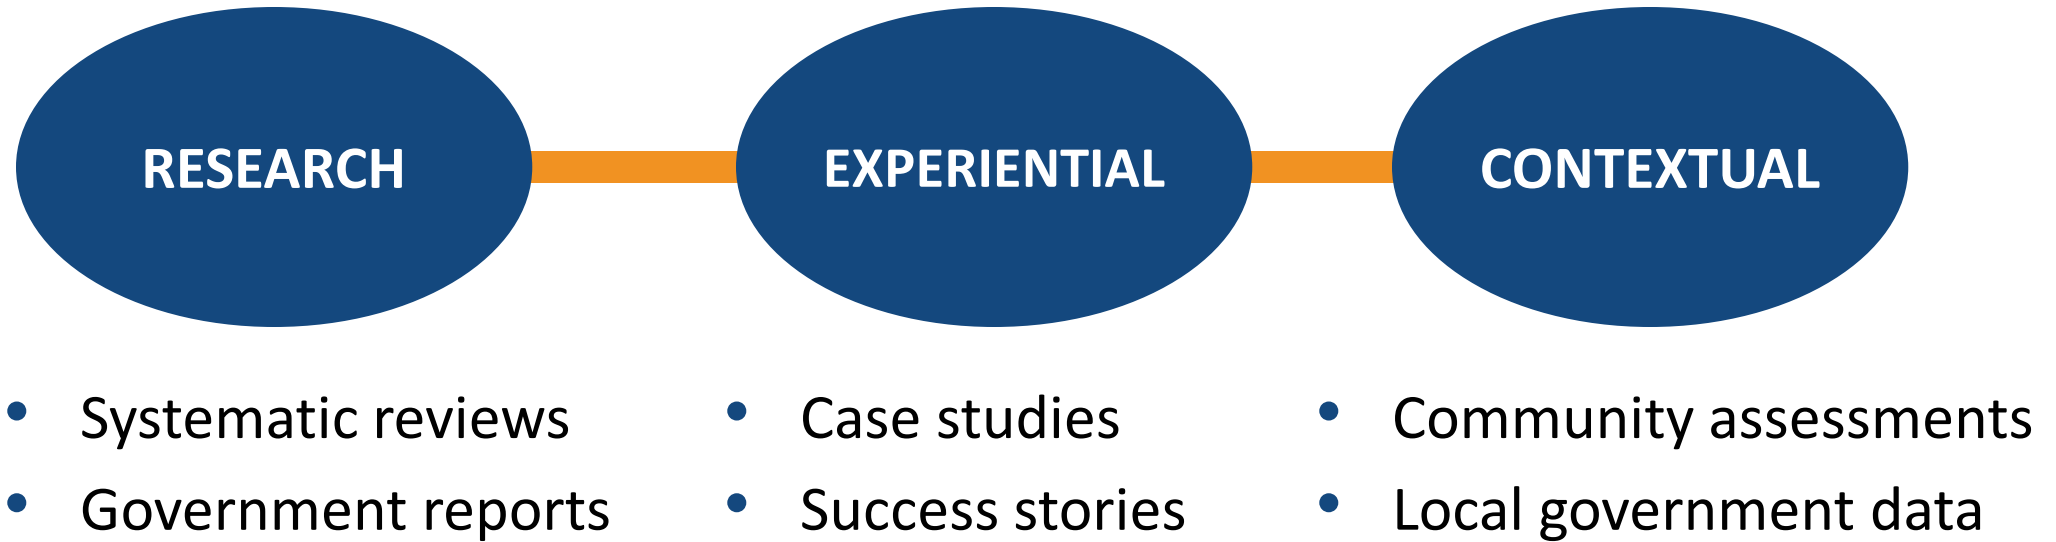 RESEARCH
EXPERIENTIAL
CONTEXTUAL
• Systematic reviews
• Government reports
• Case studies
• Success stories
• Community assessments
• Local government data